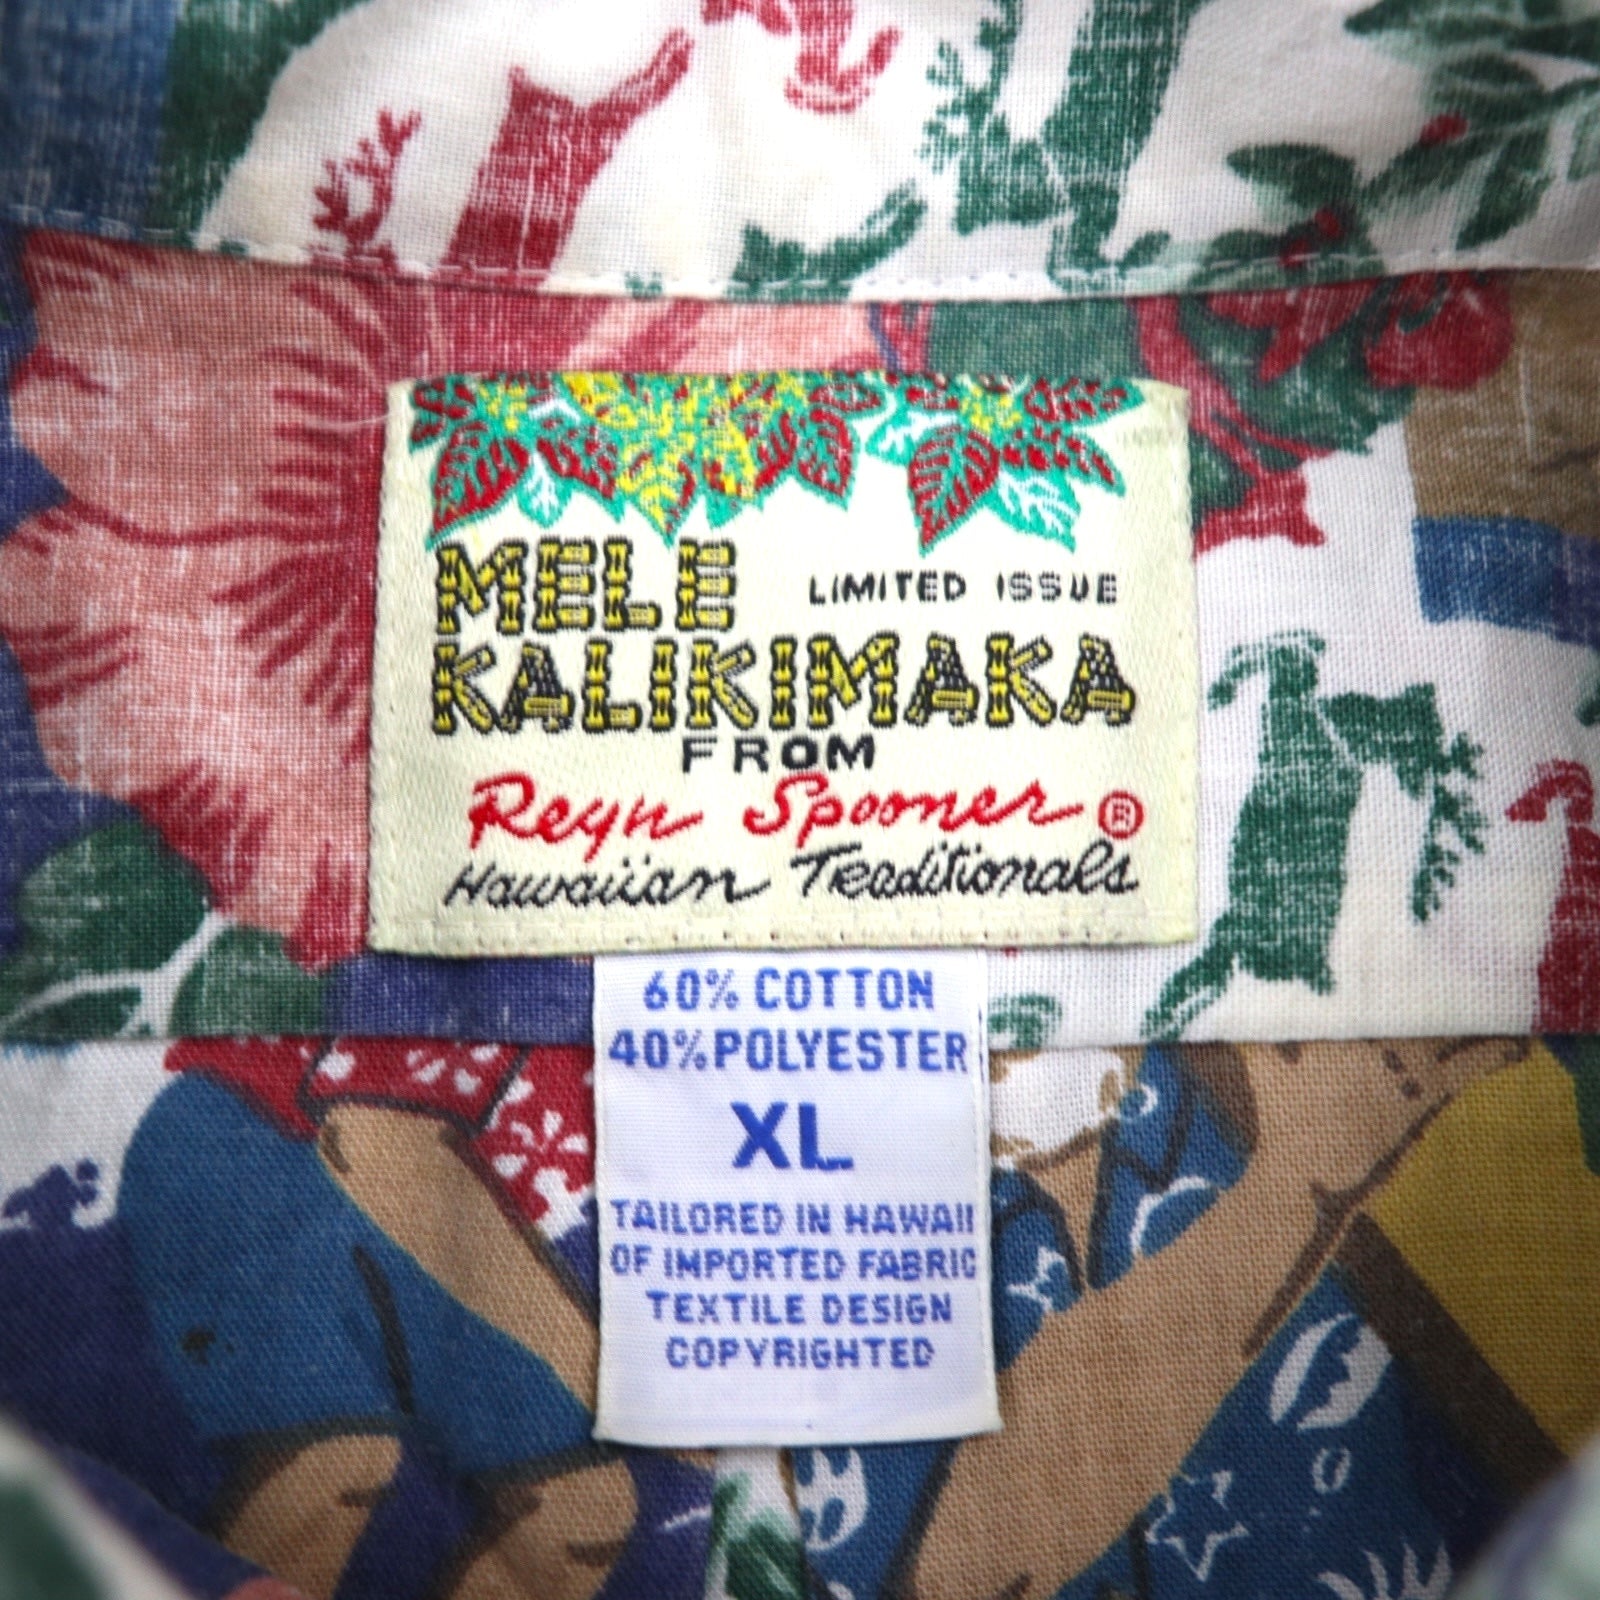 MELE LIMITED ISSUE
KALIKIMAKA
FROM
Reyn Spooner ®
Hawaiian Traditionals
60% COTTON
40% POLYESTER
XL
TAILORED IN HAWAII
OF IMPORTED FABRIC
TEXTILE DESIGN
COPYRIGHTED